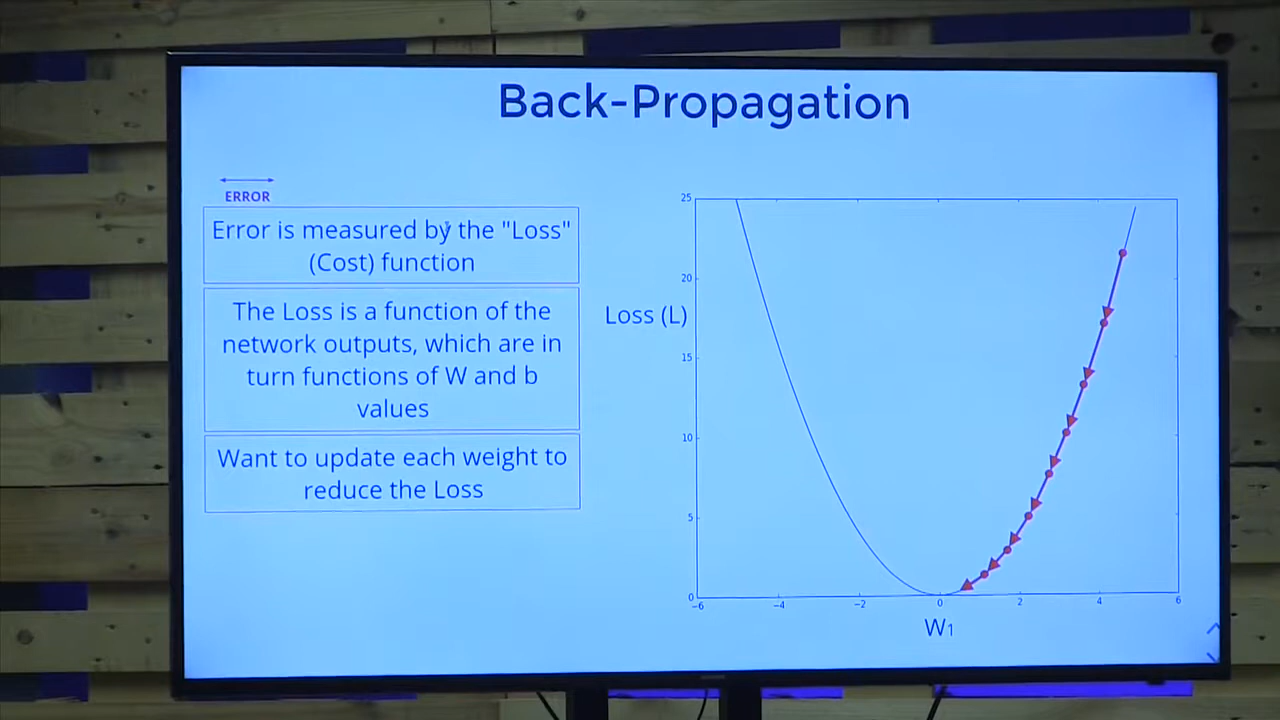 Back-Propagation
ERROR
Error is measured by the "Loss"
(Cost) function
The Loss is a function of the
network outputs, which are in
turn functions of W and b
values
Want to update each weight to
reduce the Loss
25
20
Loss (L)
15
10
5
0
−6 −4 −2 0 2 4 6
W1